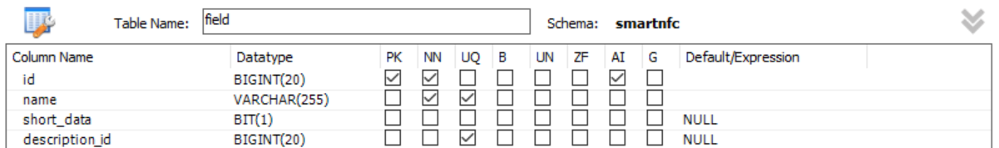 Table Name: field Schema: smartnfc
Column Name Datatype PK NN UQ B UN ZF AI G Default/Expression
id BIGINT(20)
name VARCHAR(255)
short_data BIT(1) NULL
description_id BIGINT(20) NULL